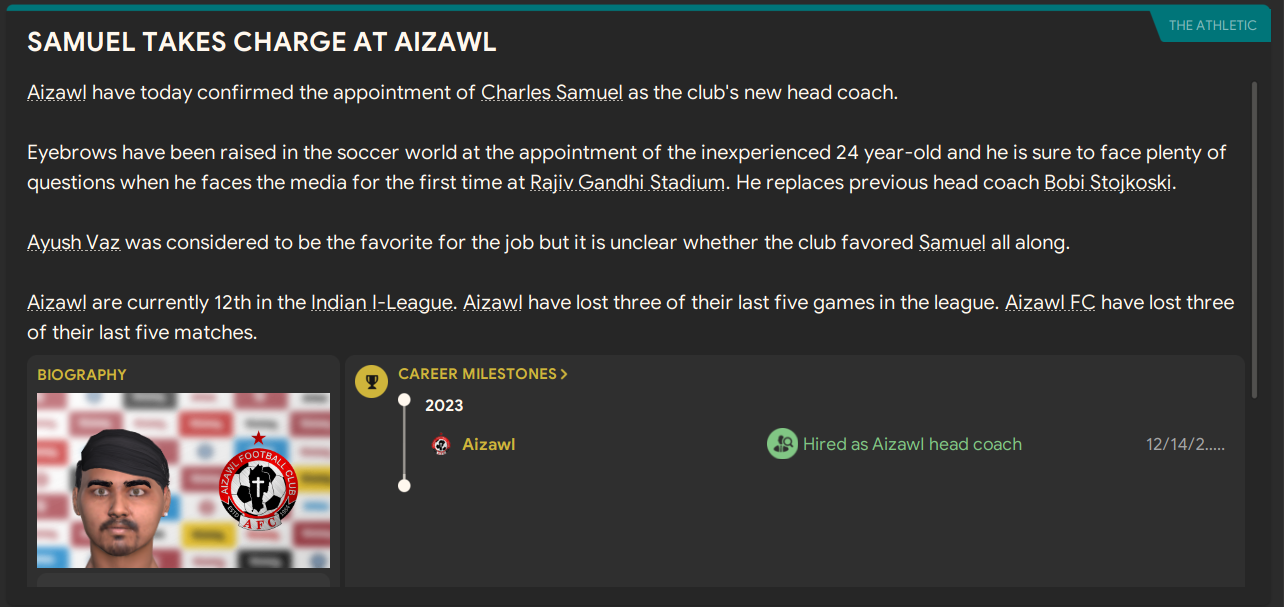 THE ATHLETIC
SAMUEL TAKES CHARGE AT AIZAWL
Aizawl have today confirmed the appointment of Charles Samuel as the club's new head coach.
Eyebrows have been raised in the soccer world at the appointment of the inexperienced 24 year-old and he is sure to face plenty of
questions when he faces the media for the first time at Rajiv Gandhi Stadium. He replaces previous head coach Bobi Stojkoski.
Ayush Vaz was considered to be the favorite for the job but it is unclear whether the club favored Samuel all along.
Aizawl are currently 12th in the Indian I-League. Aizawl have lost three of their last five games in the league. Aizawl FC have lost three
of their last five matches.
BIOGRAPHY
AIZAWL FOOTBALL CLUB
AFC
CAREER MILESTONES >
2023
Aizawl
Hired as Aizawl head coach
12/14/2.....